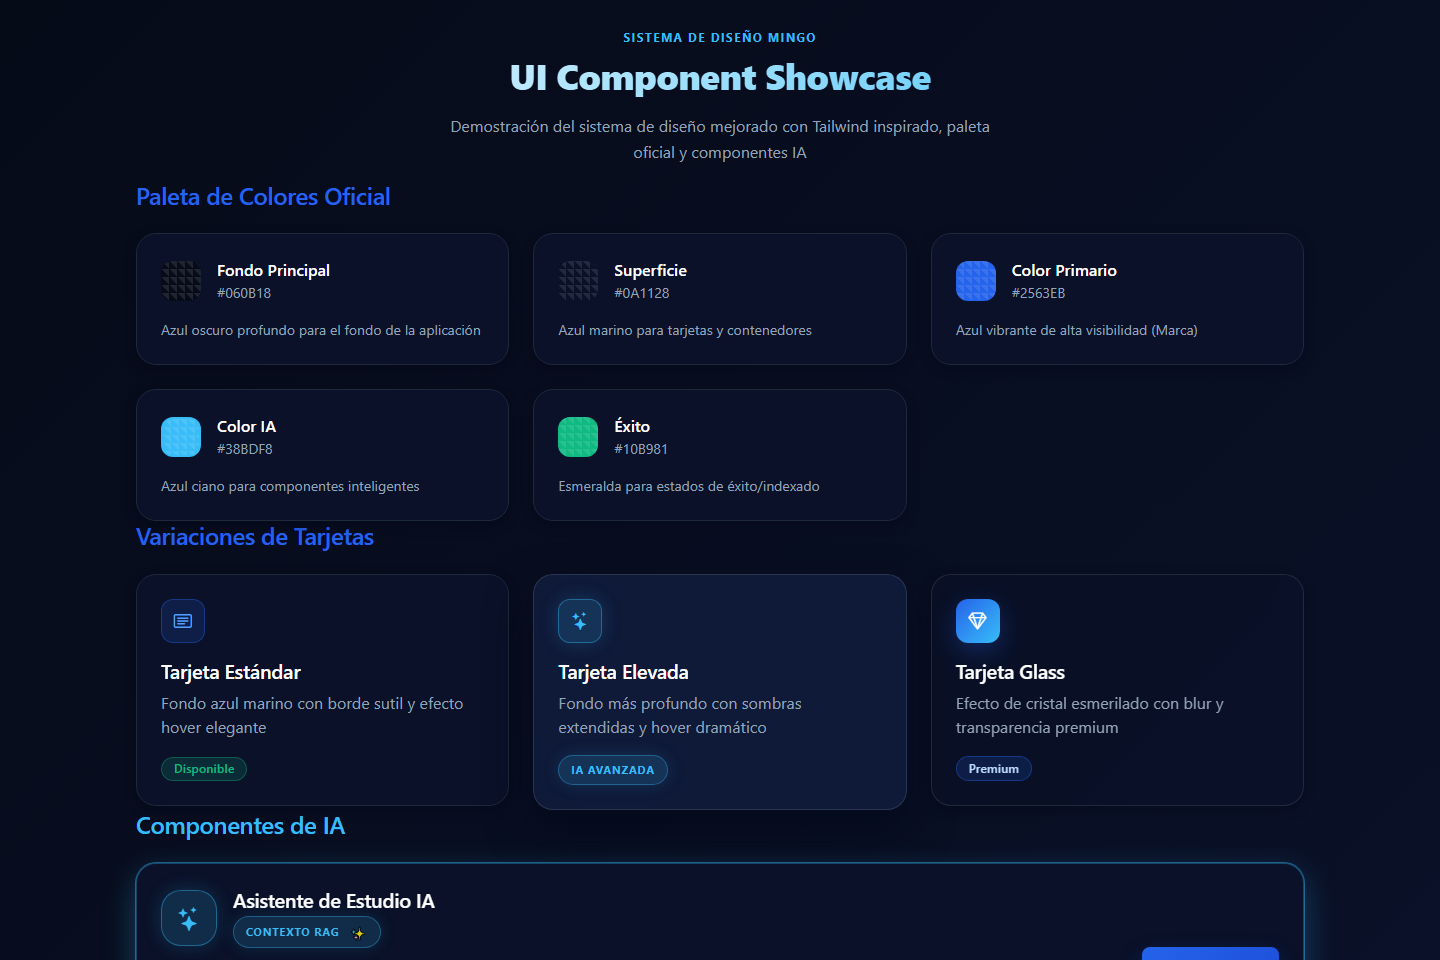 SISTEMA DE DISEÑO MINGO
UI Component Showcase
Demostración del sistema de diseño mejorado con Tailwind inspirado, paleta
oficial y componentes IA
Paleta de Colores Oficial
Fondo Principal
#060B18
Azul oscuro profundo para el fondo de la aplicación
Superficie
#0A1128
Azul marino para tarjetas y contenedores
Color Primario
#2563EB
Azul vibrante de alta visibilidad (Marca)
Color IA
#38BDF8
Azul ciano para componentes inteligentes
Éxito
#10B981
Esmeralda para estados de éxito/indexado
Variaciones de Tarjetas
Tarjeta Estándar
Fondo azul marino con borde sutil y efecto
hover elegante
Disponible
Tarjeta Elevada
Fondo más profundo con sombras
extendidas y hover dramático
IA AVANZADA
Tarjeta Glass
Efecto de cristal esmerilado con blur y
transparencia premium
Premium
Componentes de IA
Asistente de Estudio IA
CONTEXTO RAG ✨